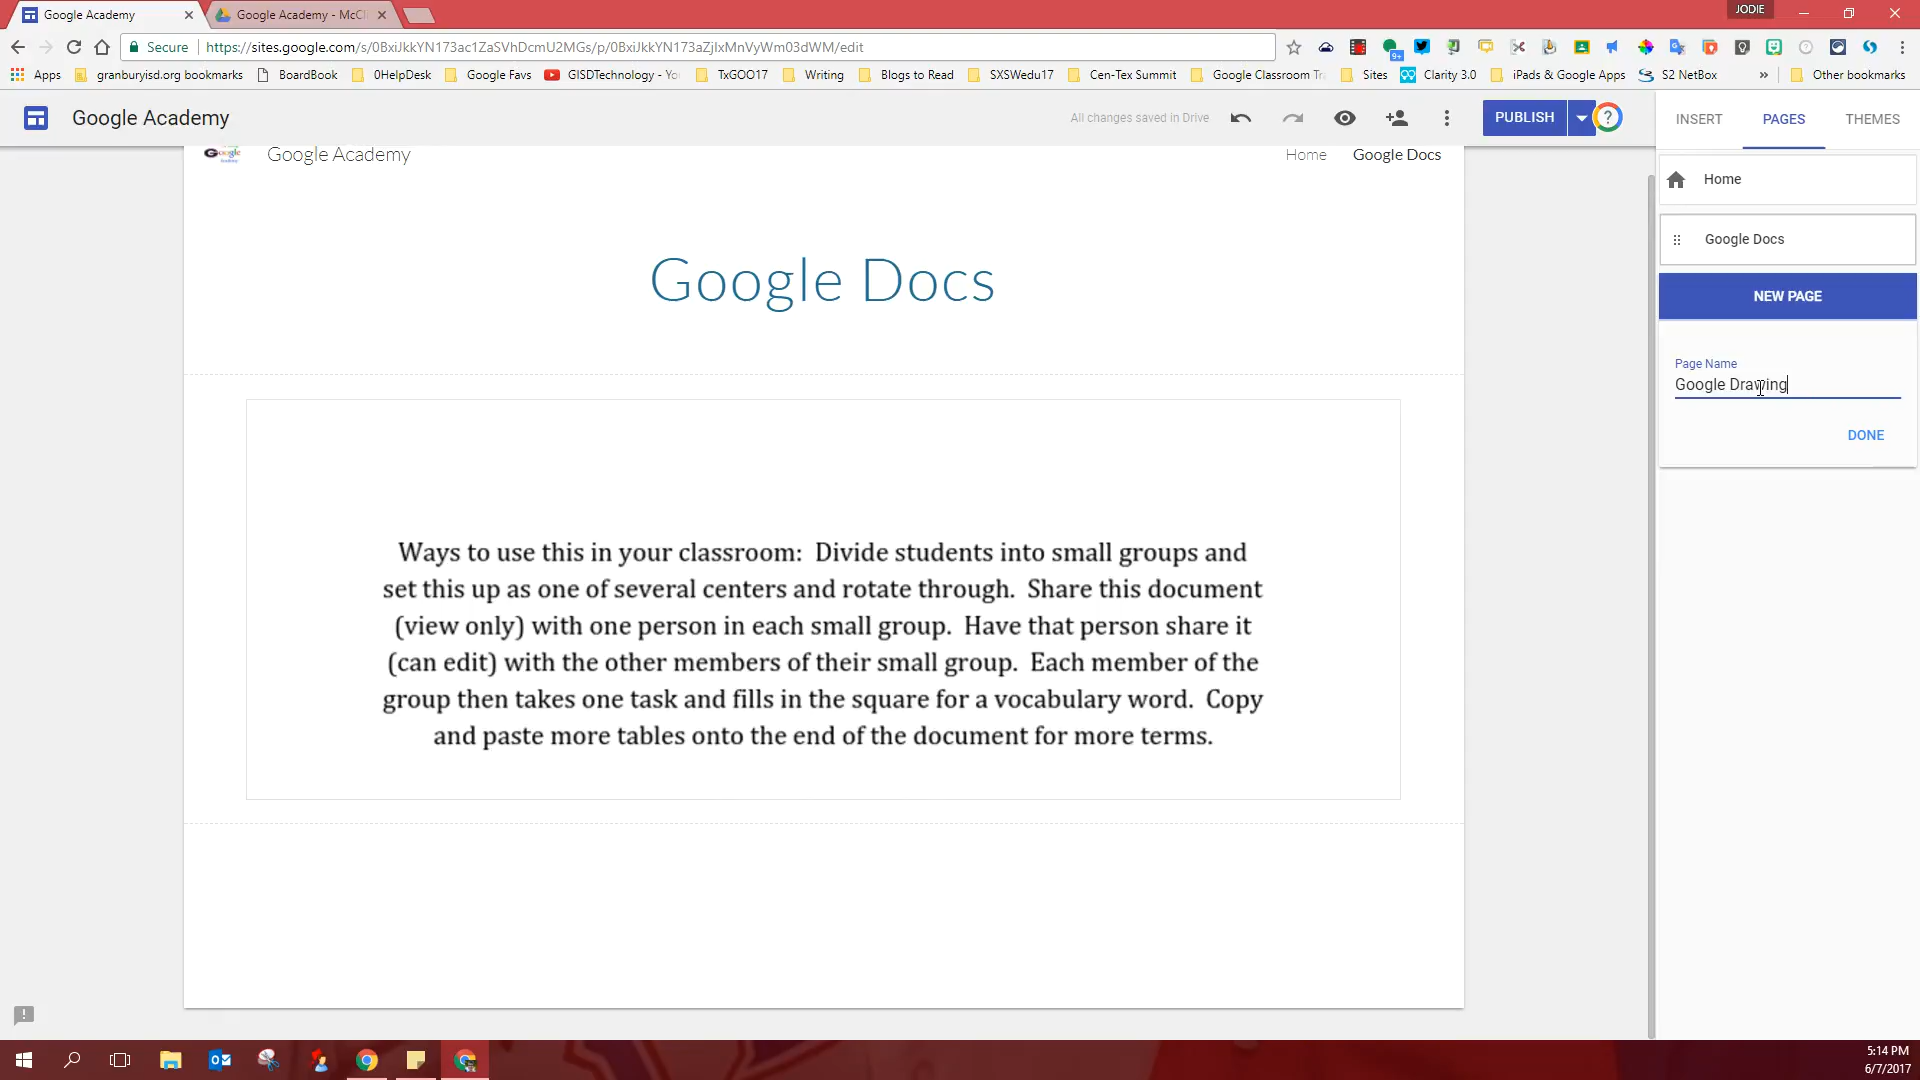 Google Academy
Google Academy - McCl
JODIE
Secure
https://sites.google.com/s/0BxiJkkYN173ac1ZaSVhDcmU2MGs/p/0BxiJkkYN173aZjIxMnVyWm03dWM/edit
9+
Apps
granburyisd.org bookmarks
BoardBook
0HelpDesk
Google Favs
GISDTechnology - Yo
TxGOO17
Writing
Blogs to Read
SXSWedu17
Cen-Tex Summit
Google Classroom Tr
Sites
Clarity 3.0
iPads & Google Apps
S2 NetBox
»
Other bookmarks
Google Academy
All changes saved in Drive
PUBLISH
?
INSERT
PAGES
THEMES
Google Academy
Home
Google Docs
Home
Google Docs
NEW PAGE
Page Name
Google Drawing
DONE
Google Docs
Ways to use this in your classroom:  Divide students into small groups and
set this up as one of several centers and rotate through.  Share this document
(view only) with one person in each small group.  Have that person share it
(can edit) with the other members of their small group.  Each member of the
group then takes one task and fills in the square for a vocabulary word.  Copy
and paste more tables onto the end of the document for more terms.
5:14 PM
6/7/2017